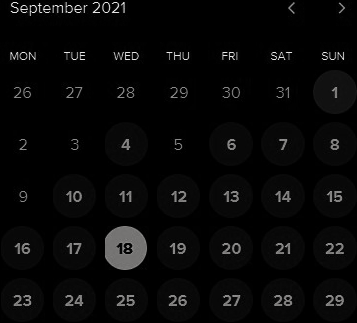 September 2021
MON TUE WED THU FRI SAT SUN
26 27 28 29 30 31 1
2 3 4 5 6 7 8
9 10 11 12 13 14 15
16 17 18 19 20 21 22
23 24 25 26 27 28 29